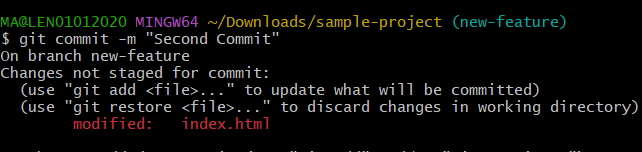 MA@LEN01012020 MINGW64 ~/Downloads/sample-project (new-feature)
$ git commit -m "Second Commit"
On branch new-feature
Changes not staged for commit:
  (use "git add <file>..." to update what will be committed)
  (use "git restore <file>..." to discard changes in working directory)
        modified:   index.html